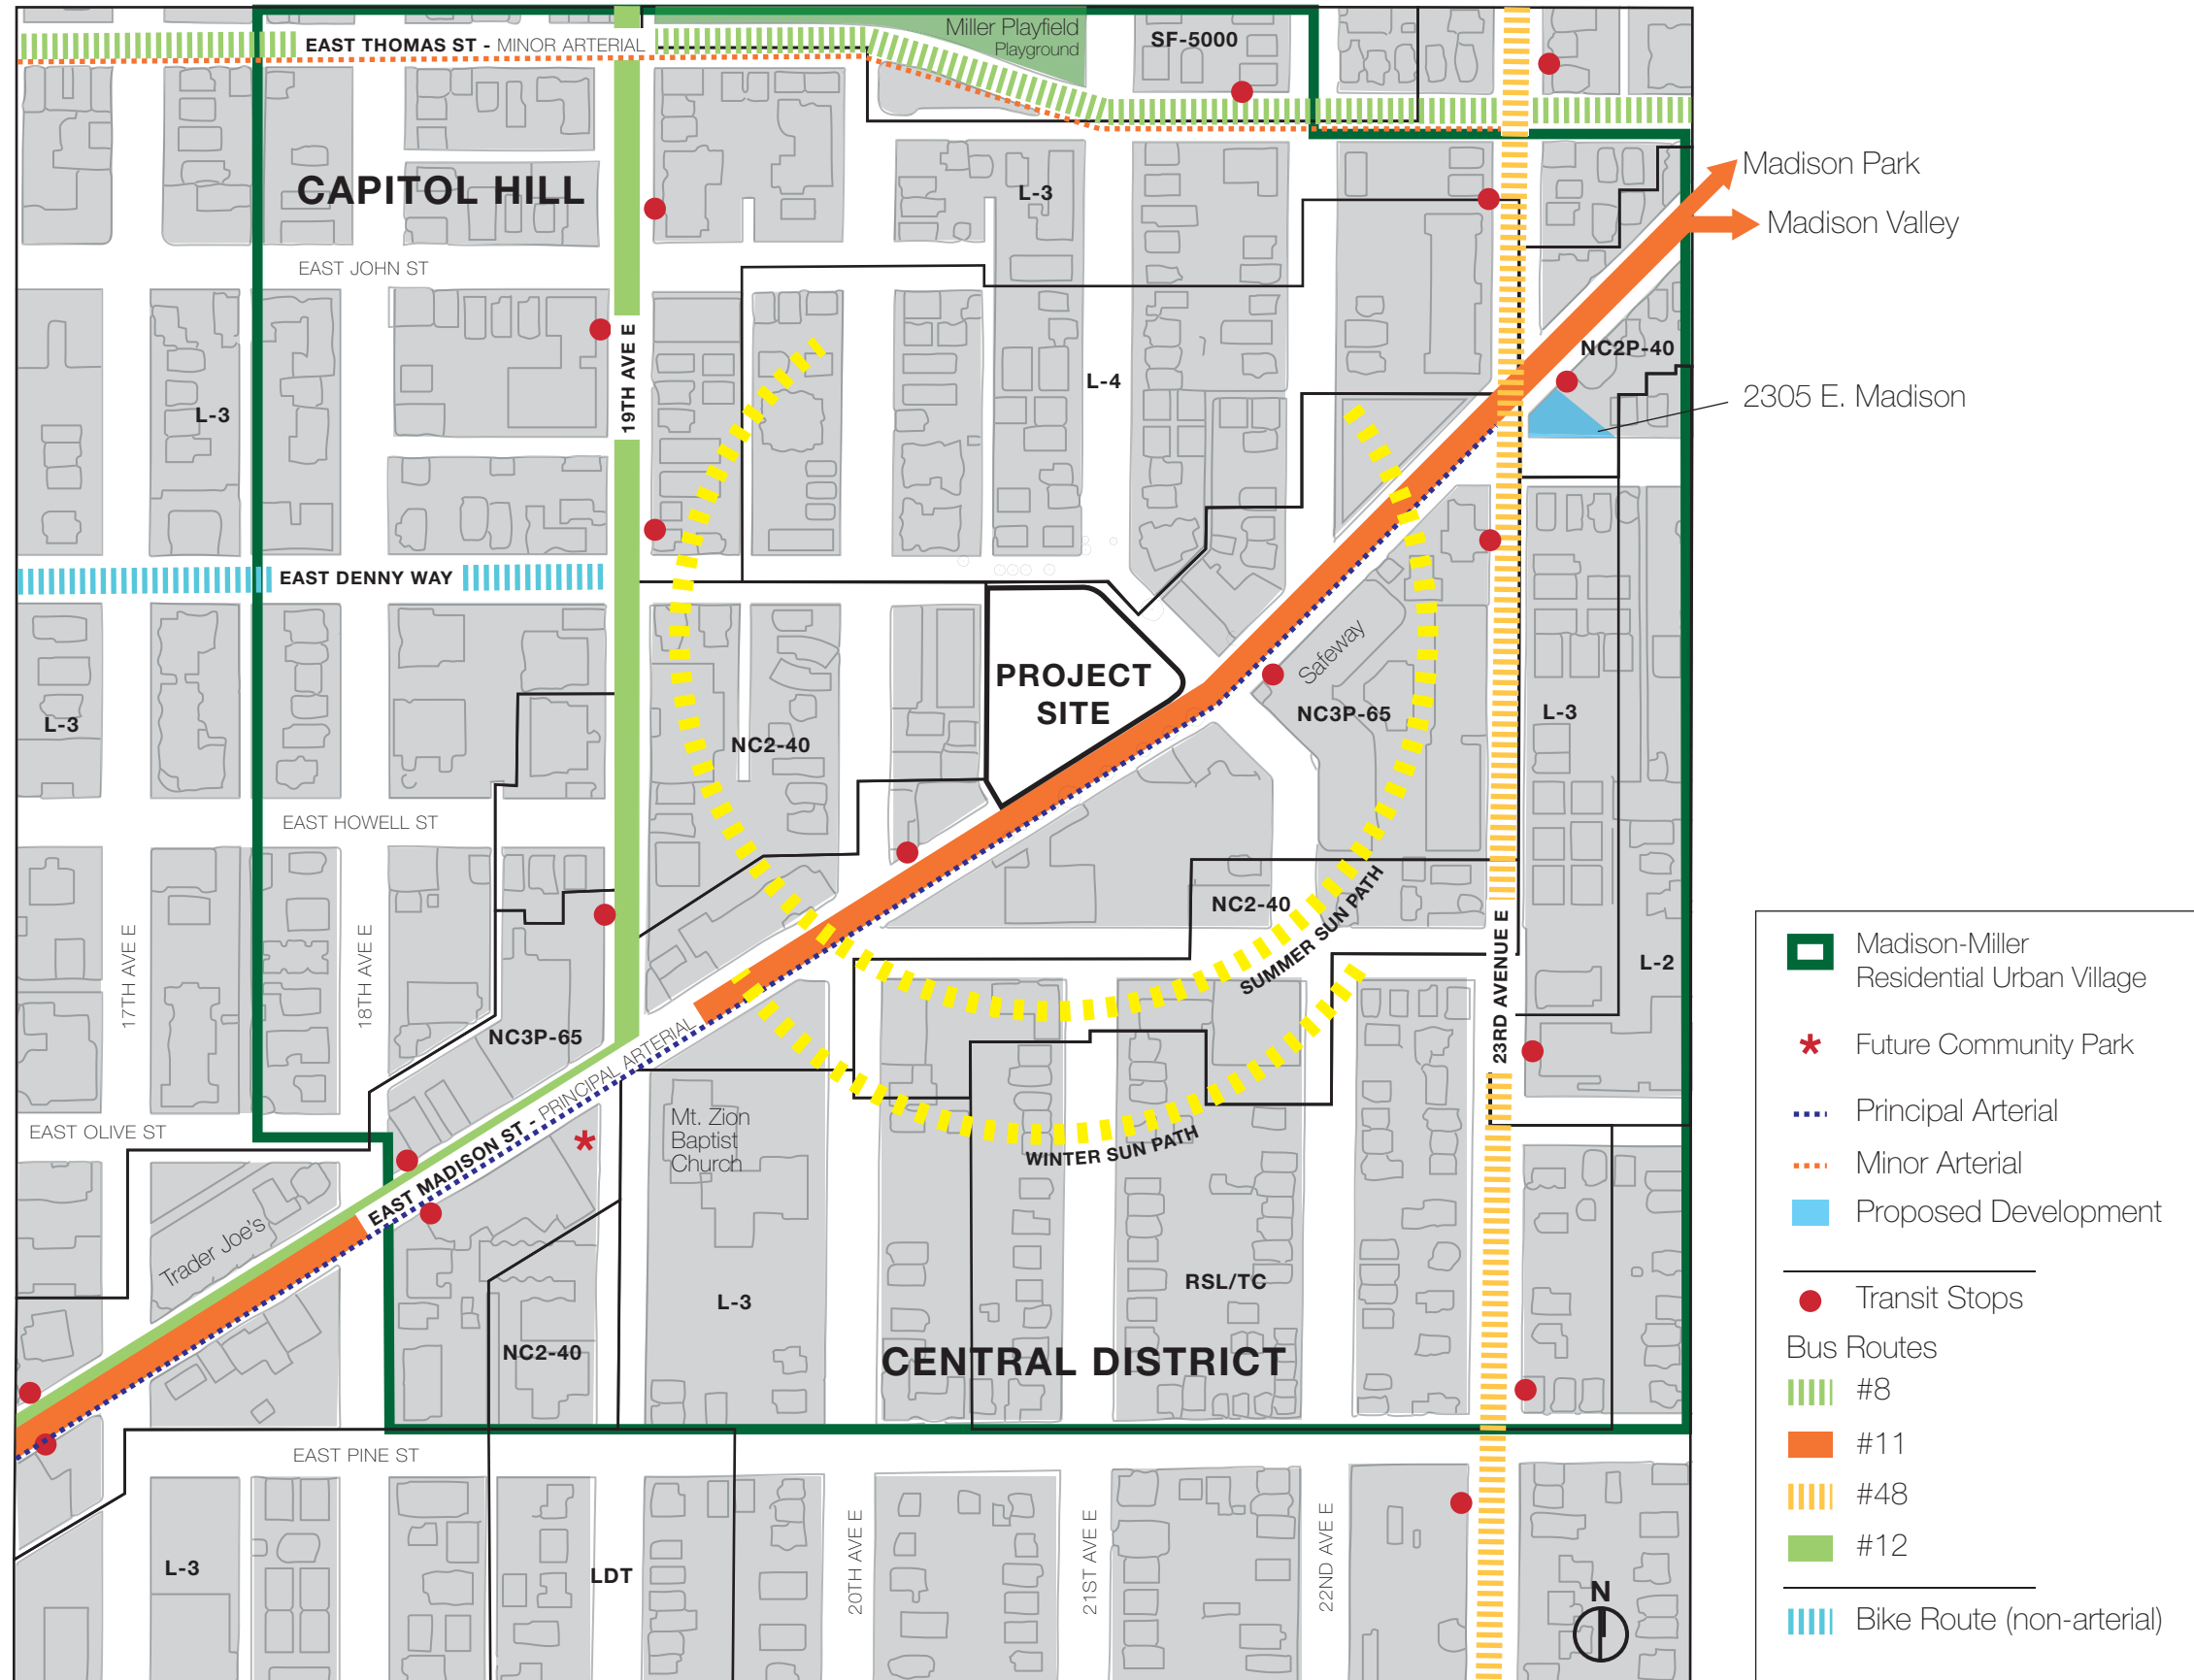 Miller Playfield
Playground
SF-5000
EAST THOMAS ST - MINOR ARTERIAL
CAPITOL HILL
L-3
Madison Park
Madison Valley
EAST JOHN ST
19TH AVE E
NC2P-40
L-4
2305 E. Madison
L-3
EAST DENNY WAY
PROJECT
SITE
Safeway
NC3P-65
L-3
L-3
NC2-40
EAST HOWELL ST
NC2-40
SUMMER SUN PATH
17TH AVE E
18TH AVE E
23RD AVENUE E
L-2
NC3P-65
EAST MADISON ST - PRINCIPAL ARTERIAL
EAST OLIVE ST
Mt. Zion
Baptist
Church
WINTER SUN PATH
Trader Joe's
RSL/TC
L-3
NC2-40
CENTRAL DISTRICT
EAST PINE ST
20TH AVE E
21ST AVE E
22ND AVE E
L-3
LDT
N
Madison-Miller
Residential Urban Village
* Future Community Park
Principal Arterial
Minor Arterial
Proposed Development
Transit Stops
Bus Routes
#8
#11
#48
#12
Bike Route (non-arterial)